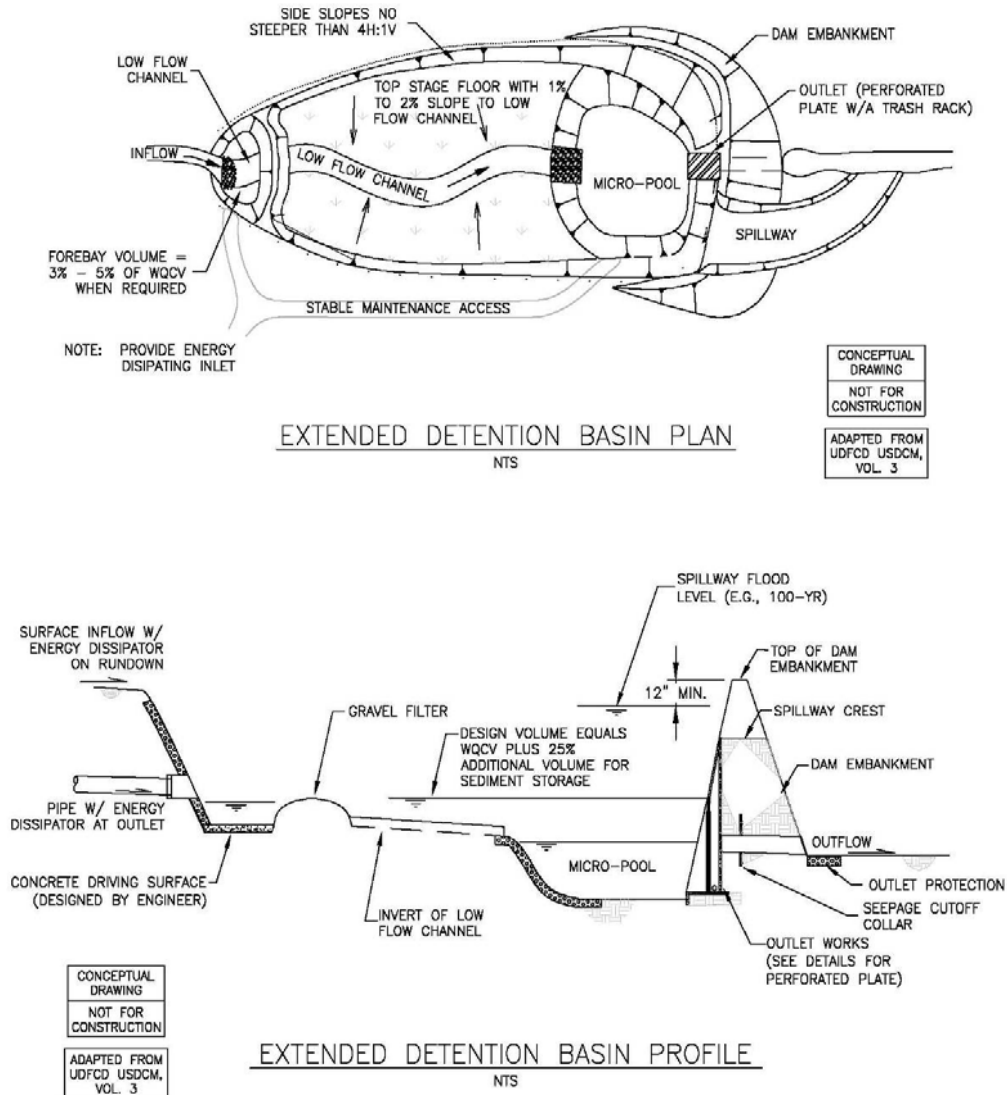 SIDE SLOPES NO
STEEPER THAN 4H:1V
DAM EMBANKMENT
LOW FLOW
CHANNEL
TOP STAGE FLOOR WITH 1%
TO 2% SLOPE TO LOW
FLOW CHANNEL
OUTLET (PERFORATED
PLATE W/A TRASH RACK)
INFLOW
LOW FLOW CHANNEL
MICRO-POOL
SPILLWAY
FOREBAY VOLUME =
3% - 5% OF WQCV
WHEN REQUIRED
STABLE MAINTENANCE ACCESS
NOTE: PROVIDE ENERGY
DISIPATING INLET
CONCEPTUAL
DRAWING
NOT FOR
CONSTRUCTION
ADAPTED FROM
UDFCD USDCM,
VOL. 3
EXTENDED DETENTION BASIN PLAN
NTS
SPILLWAY FLOOD
LEVEL (E.G., 100-YR)
SURFACE INFLOW W/
ENERGY DISSIPATOR
ON RUNDOWN
TOP OF DAM
EMBANKMENT
12" MIN.
GRAVEL FILTER
SPILLWAY CREST
DESIGN VOLUME EQUALS
WQCV PLUS 25%
ADDITIONAL VOLUME FOR
SEDIMENT STORAGE
DAM EMBANKMENT
PIPE W/ ENERGY
DISSIPATOR AT OUTLET
OUTFLOW
MICRO-POOL
CONCRETE DRIVING SURFACE
(DESIGNED BY ENGINEER)
OUTLET PROTECTION
INVERT OF LOW
FLOW CHANNEL
SEEPAGE CUTOFF
COLLAR
OUTLET WORKS
(SEE DETAILS FOR
PERFORATED PLATE)
CONCEPTUAL
DRAWING
NOT FOR
CONSTRUCTION
ADAPTED FROM
UDFCD USDCM,
VOL. 3
EXTENDED DETENTION BASIN PROFILE
NTS